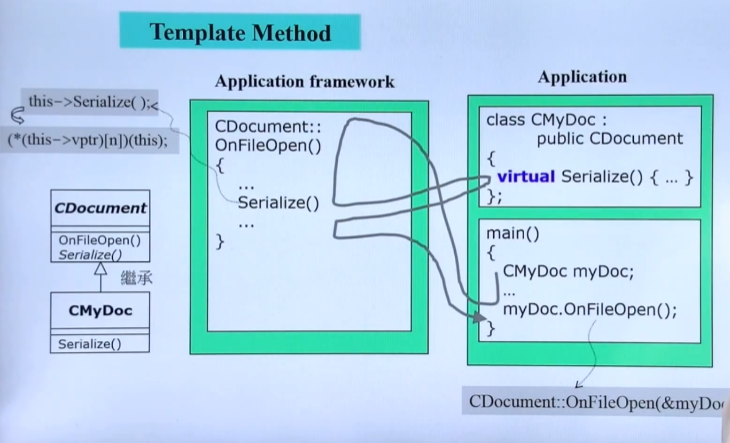 Template Method
Application framework
Application
this->Serialize( );
(*(this->vptr)[n])(this);
CDocument
OnFileOpen()
Serialize()
繼承
CMyDoc
Serialize()
CDocument::
OnFileOpen()
{
...
Serialize()
...
}
class CMyDoc :
public CDocument
{
virtual Serialize() { ... }
};
main()
{
CMyDoc myDoc;
...
myDoc.OnFileOpen();
}
CDocument::OnFileOpen(&myDo